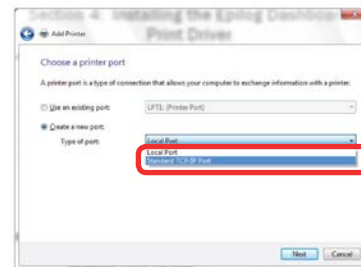 Section 4: Installing the Epilog Dashboa
Print Driver
Add Printer
Choose a printer port
A printer port is a type of connection that allows your computer to exchange information with a printer.
Use an existing port:
LPT1: (Printer Port)
Create a new port:
Type of port:
Local Port
Local Port
Standard TCP/IP Port
Next
Cancel